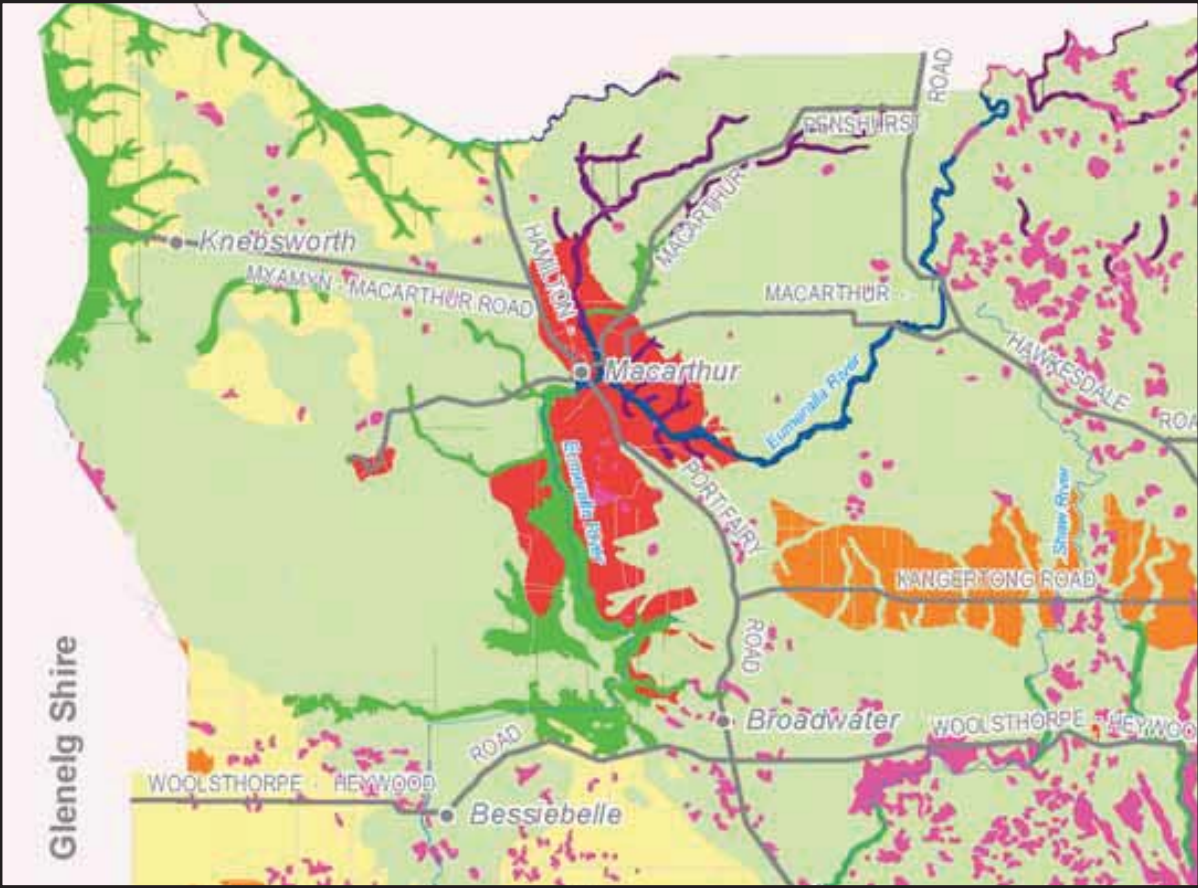 ROAD
PENSHURST
MACARTHUR
HAMILTON
Knebsworth
MYAMYN - MACARTHUR ROAD
MACARTHUR -
HAWKESDALE
ROA
Macarthur
Eumeralla River
Eumeralla River
PORT FAIRY
ROAD
Shaw River
KANGERTONG ROAD
Glenelg Shire
Broadwater
WOOLSTHORPE - HEYWOO
WOOLSTHORPE - HEYWOOD
ROAD
Bessiebelle